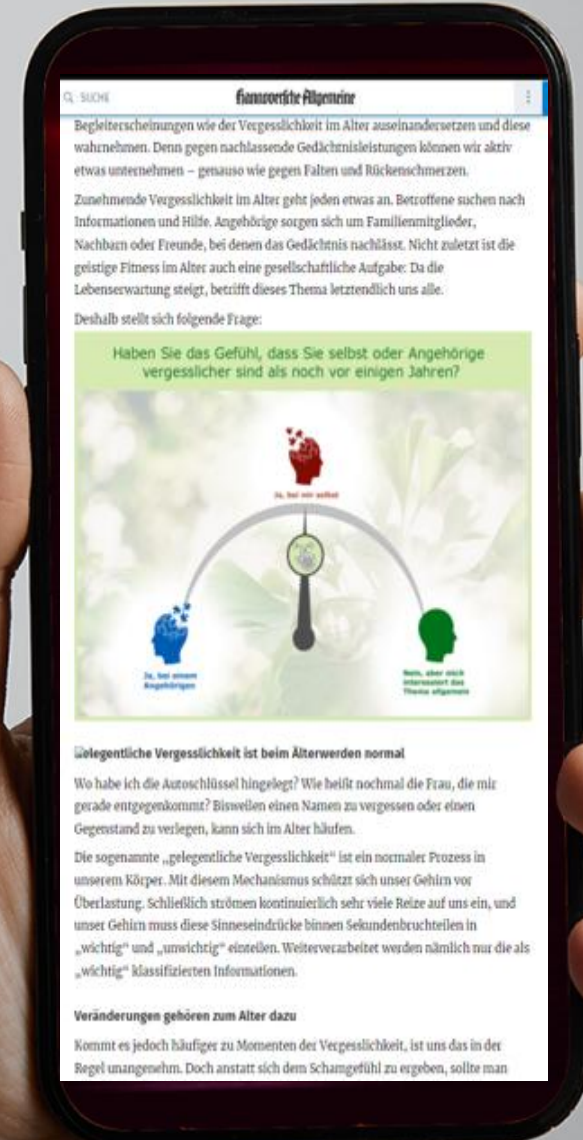 SUCHE
Hannoversche Allgemeine
Begleiterscheinungen wie der Vergesslichkeit im Alter auseinandersetzen und diese
wahrnehmen. Denn gegen nachlassende Gedächtnisleistungen können wir aktiv
etwas unternehmen – genauso wie gegen Falten und Rückenschmerzen.
Zunehmende Vergesslichkeit im Alter geht jeden etwas an. Betroffene suchen nach
Informationen und Hilfe. Angehörige sorgen sich um Familienmitglieder,
Nachbarn oder Freunde, bei denen das Gedächtnis nachlässt. Nicht zuletzt ist die
geistige Fitness im Alter auch eine gesellschaftliche Aufgabe: Da die
Lebenserwartung steigt, betrifft dieses Thema letztendlich uns alle.
Deshalb stellt sich folgende Frage:
Haben Sie das Gefühl, dass Sie selbst oder Angehörige
vergesslicher sind als noch vor einigen Jahren?
Ja, bei mir selbst
Ja, bei einem
Angehörigen
Nein, aber mich
interessiert das
Thema allgemein
Gelegentliche Vergesslichkeit ist beim Älterwerden normal
Wo habe ich die Autoschlüssel hingelegt? Wie heißt nochmal die Frau, die mir
gerade entgegenkommt? Bisweilen einen Namen zu vergessen oder einen
Gegenstand zu verlegen, kann sich im Alter häufen.
Die sogenannte „gelegentliche Vergesslichkeit“ ist ein normaler Prozess in
unserem Körper. Mit diesem Mechanismus schützt sich unser Gehirn vor
Überlastung. Schließlich strömen kontinuierlich sehr viele Reize auf uns ein, und
unser Gehirn muss diese Sinneseindrücke binnen Sekundenbruchteilen in
„wichtig“ und „unwichtig“ einteilen. Weiterverarbeitet werden nämlich nur die als
„wichtig“ klassifizierten Informationen.
Veränderungen gehören zum Alter dazu
Kommt es jedoch häufiger zu Momenten der Vergesslichkeit, ist uns das in der
Regel unangenehm. Doch anstatt sich dem Schamgefühl zu ergeben, sollte man